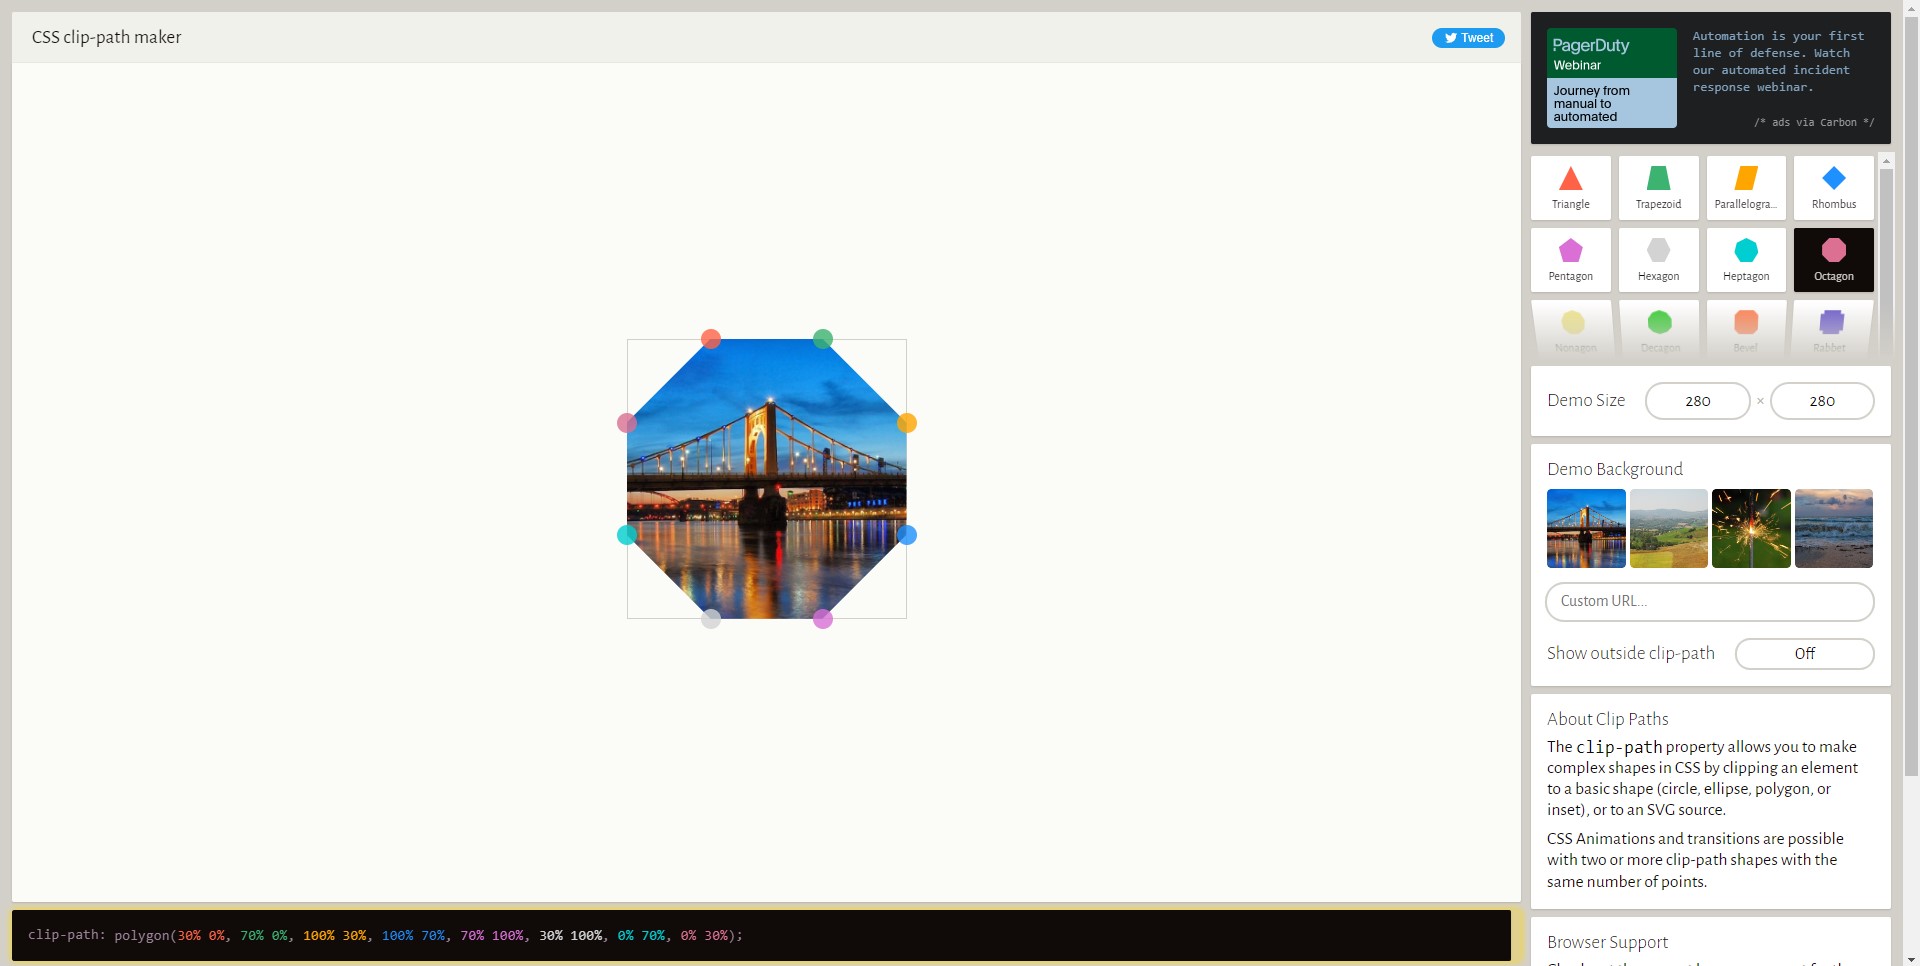 CSS clip-path maker
Tweet
PagerDuty
Webinar
Journey from
manual to
automated
Automation is your first
line of defense. Watch
our automated incident
response webinar.
/* ads via Carbon */
Triangle
Trapezoid
Parallelogra...
Rhombus
Pentagon
Hexagon
Heptagon
Octagon
Nonagon
Decagon
Bevel
Rabbet
Demo Size
280
×
280
Demo Background
Custom URL...
Show outside clip-path
Off
About Clip Paths
The clip-path property allows you to make
complex shapes in CSS by clipping an element
to a basic shape (circle, ellipse, polygon, or
inset), or to an SVG source.
CSS Animations and transitions are possible
with two or more clip-path shapes with the
same number of points.
Browser Support
clip-path: polygon(30% 0%, 70% 0%, 100% 30%, 100% 70%, 70% 100%, 30% 100%, 0% 70%, 0% 30%);